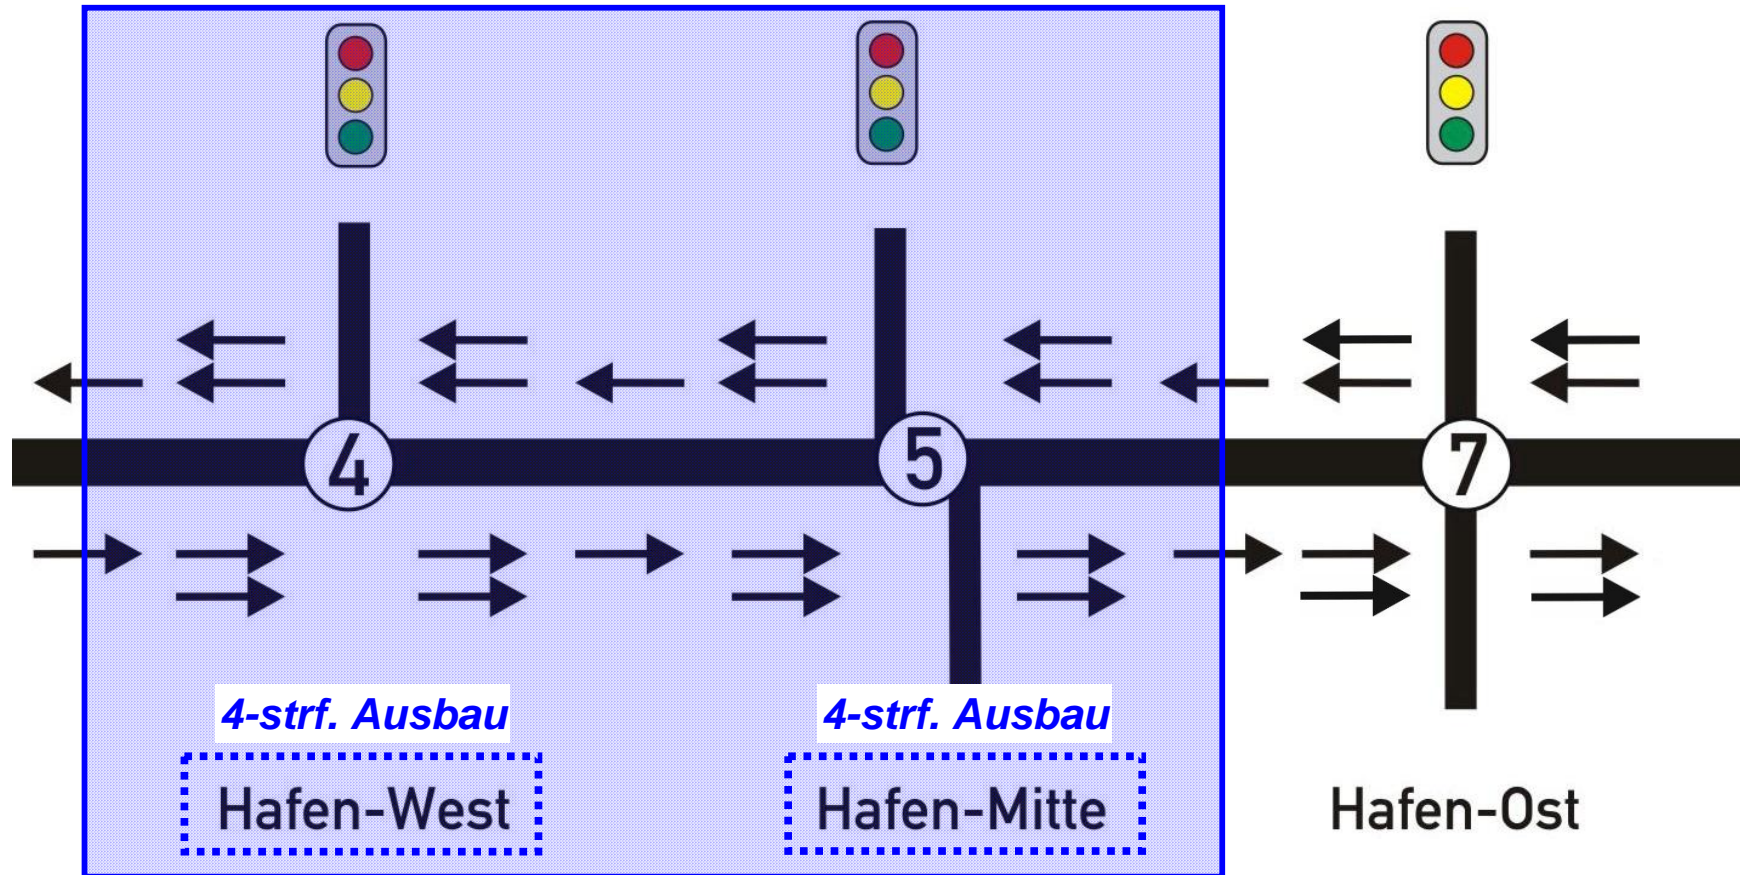 4
5
7
4-strf. Ausbau
4-strf. Ausbau
Hafen-West
Hafen-Mitte
Hafen-Ost